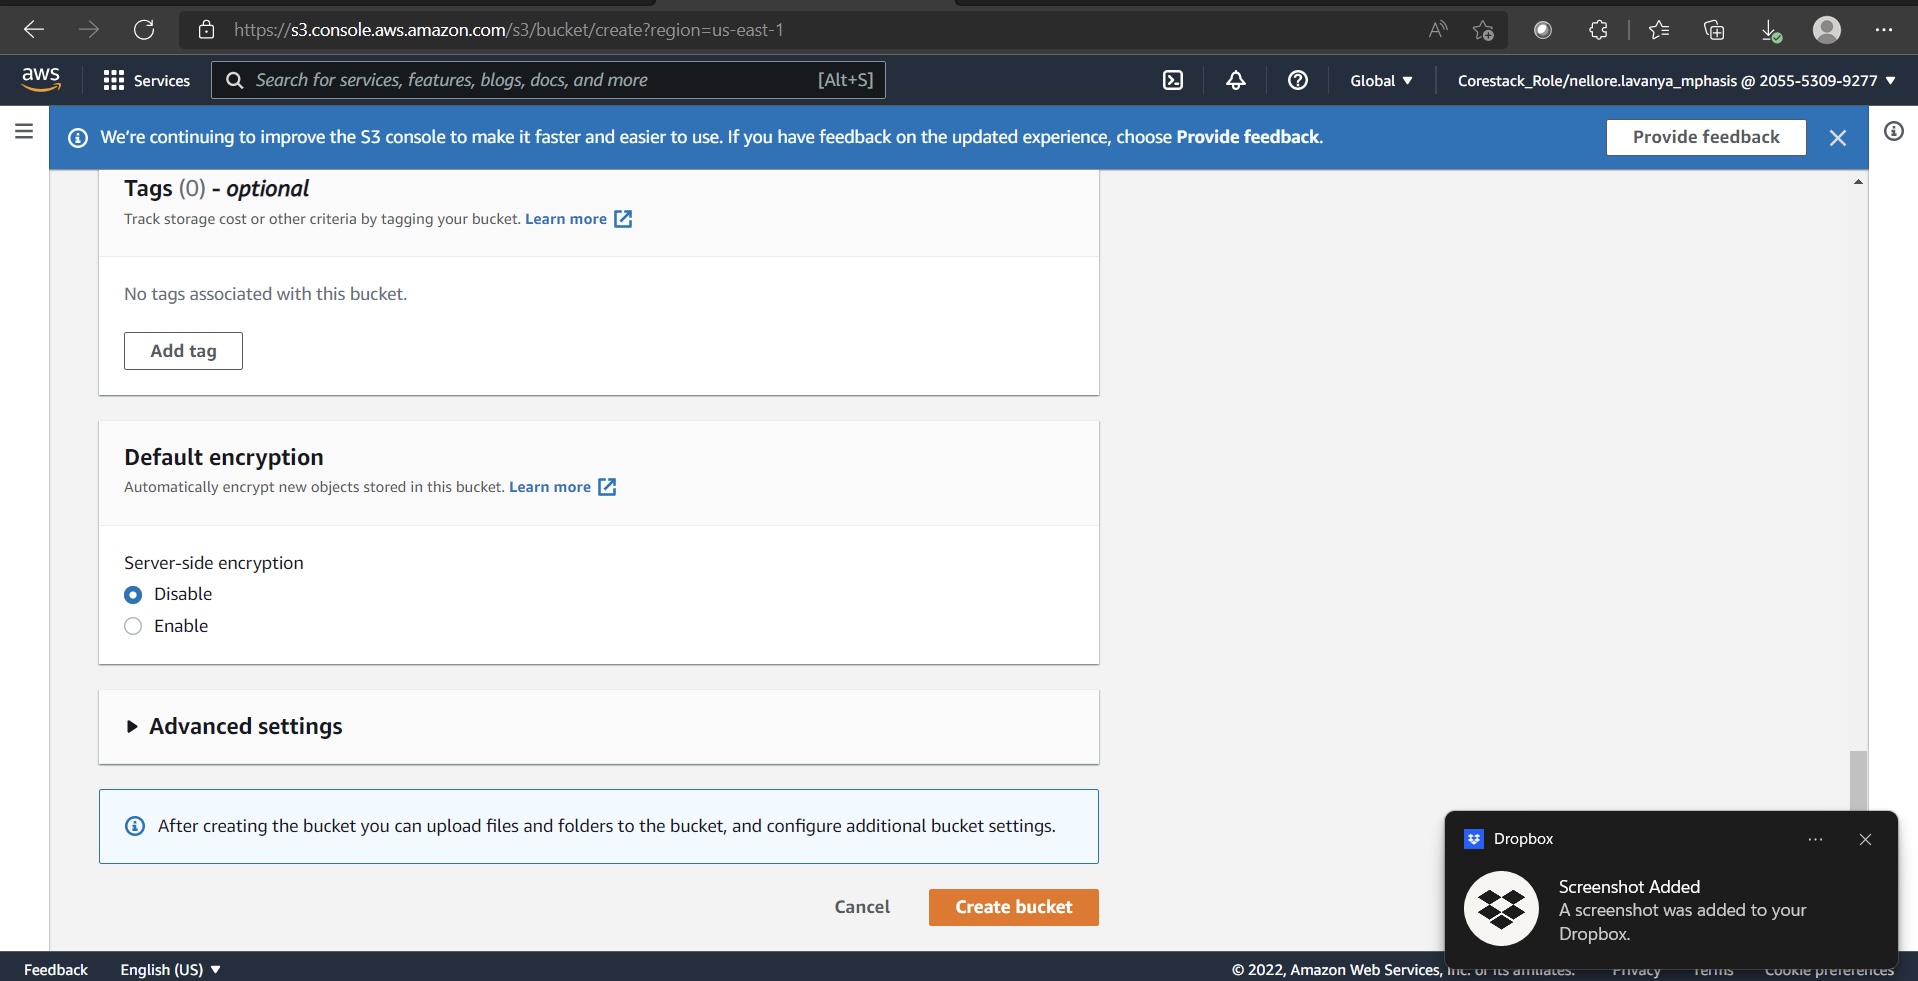 https://s3.console.aws.amazon.com/s3/bucket/create?region=us-east-1
aws
Services
Search for services, features, blogs, docs, and more
[Alt+S]
Global
Corestack_Role/nellore.lavanya_mphasis @ 2055-5309-9277
We're continuing to improve the S3 console to make it faster and easier to use. If you have feedback on the updated experience, choose Provide feedback.
Provide feedback
Tags (0) - optional
Track storage cost or other criteria by tagging your bucket. Learn more
No tags associated with this bucket.
Add tag
Default encryption
Automatically encrypt new objects stored in this bucket. Learn more
Server-side encryption
Disable
Enable
Advanced settings
After creating the bucket you can upload files and folders to the bucket, and configure additional bucket settings.
Cancel
Create bucket
Dropbox
Screenshot Added
A screenshot was added to your
Dropbox.
Feedback
English (US)
© 2022, Amazon Web Services, Inc. or its affiliates.
Privacy
Terms
Cookie preferences